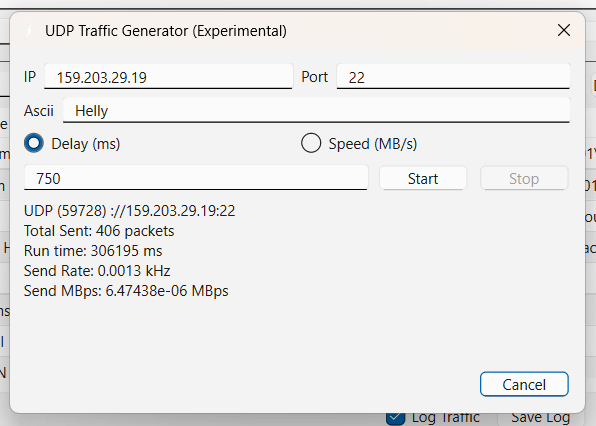 UDP Traffic Generator (Experimental)
IP 159.203.29.19 Port 22
Ascii Helly
Delay (ms) Speed (MB/s)
750 Start Stop
UDP (59728) ://159.203.29.19:22
Total Sent: 406 packets
Run time: 306195 ms
Send Rate: 0.0013 kHz
Send MBps: 6.47438e-06 MBps
Cancel
Log Traffic Save Log